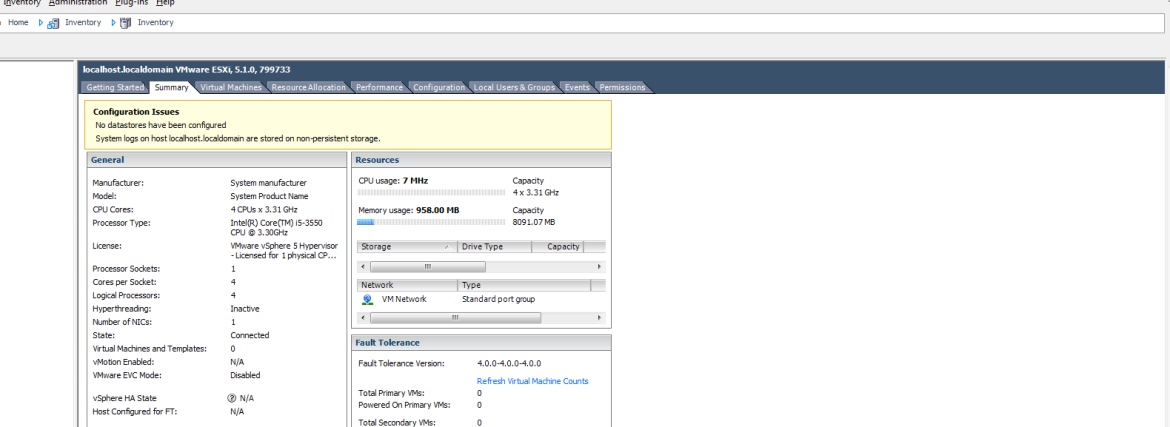 Inventory Administration Plug-ins Help
Home Inventory Inventory
localhost.localdomain VMware ESXi, 5.1.0, 799733
Getting Started Summary Virtual Machines Resource Allocation Performance Configuration Local Users & Groups Events Permissions
Configuration Issues
No datastores have been configured
System logs on host localhost.localdomain are stored on non-persistent storage.
General
Manufacturer: System manufacturer
Model: System Product Name
CPU Cores: 4 CPUs x 3.31 GHz
Processor Type: Intel(R) Core(TM) i5-3550
CPU @ 3.30GHz
License: VMware vSphere 5 Hypervisor
- Licensed for 1 physical CP...
Processor Sockets: 1
Cores per Socket: 4
Logical Processors: 4
Hyperthreading: Inactive
Number of NICs: 1
State: Connected
Virtual Machines and Templates: 0
vMotion Enabled: N/A
VMware EVC Mode: Disabled
vSphere HA State ? N/A
Host Configured for FT: N/A
Resources
CPU usage: 7 MHz Capacity
4 x 3.31 GHz
Memory usage: 958.00 MB Capacity
8091.07 MB
Storage Drive Type Capacity
Network Type
VM Network Standard port group
Fault Tolerance
Fault Tolerance Version: 4.0.0-4.0.0-4.0.0
Refresh Virtual Machine Counts
Total Primary VMs: 0
Powered On Primary VMs: 0
Total Secondary VMs: 0